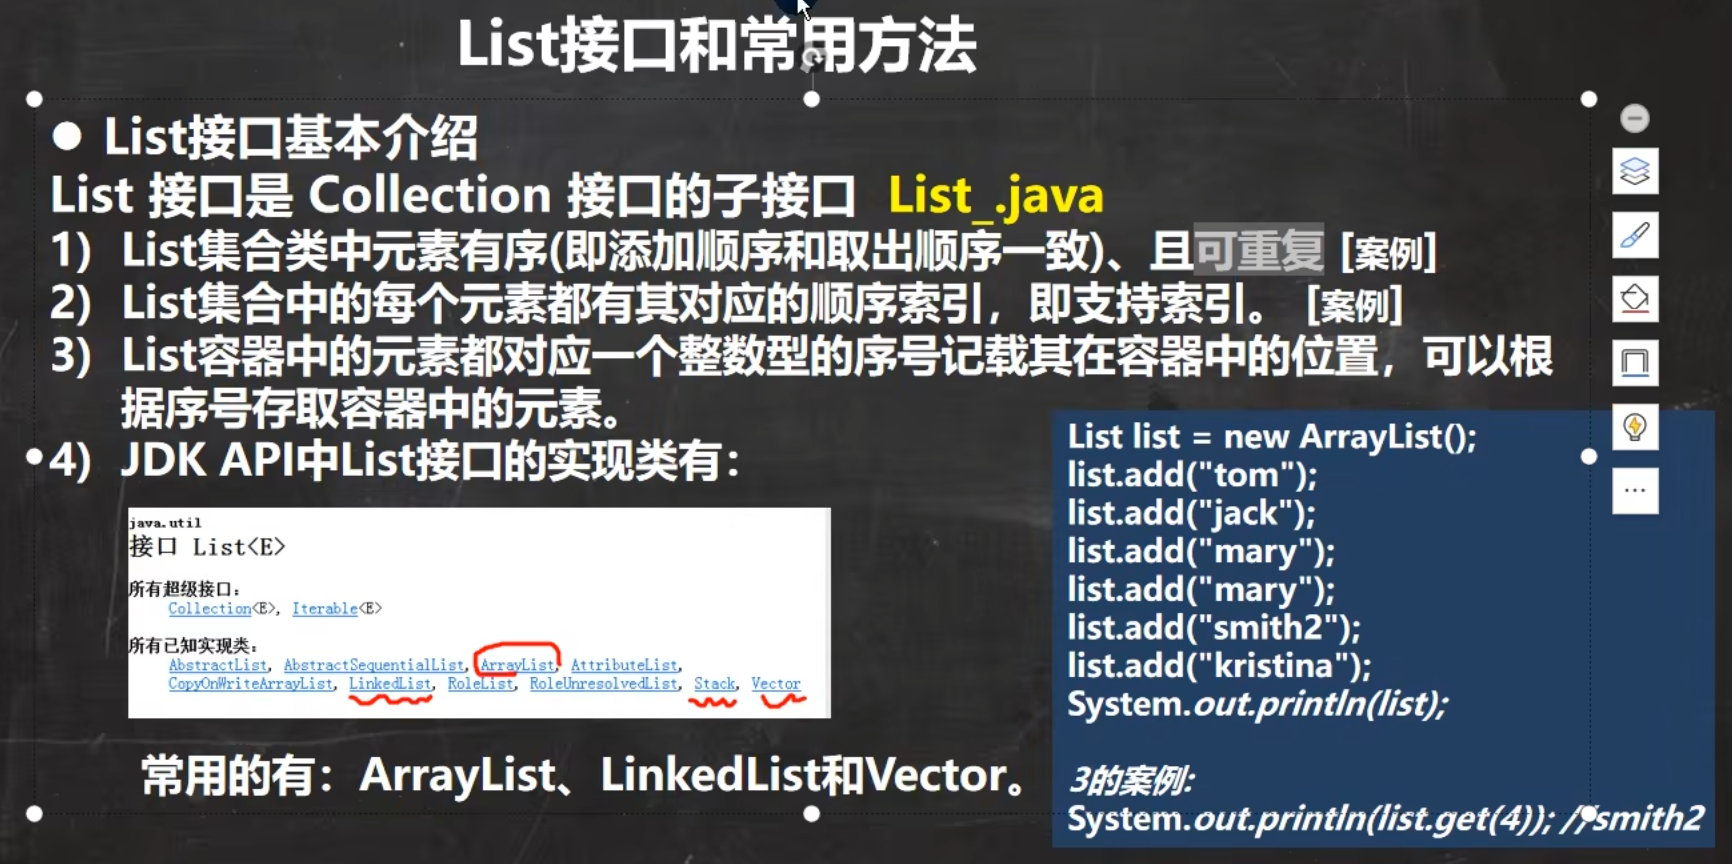 List接口和常用方法
● List接口基本介绍
List 接口是 Collection 接口的子接口 List_.java
1) List集合类中元素有序(即添加顺序和取出顺序一致)、且可重复 [案例]
2) List集合中的每个元素都有其对应的顺序索引，即支持索引。 [案例]
3) List容器中的元素都对应一个整数型的序号记载其在容器中的位置，可以根
据序号存取容器中的元素。
4) JDK API中List接口的实现类有：
java.util
接口 List<E>
所有超级接口：
Collection<E>, Iterable<E>
所有已知实现类：
AbstractList, AbstractSequentialList, ArrayList, AttributeList,
CopyOnWriteArrayList, LinkedList, RoleList, RoleUnresolvedList, Stack, Vector
常用的有：ArrayList、LinkedList和Vector。
List list = new ArrayList();
list.add("tom");
list.add("jack");
list.add("mary");
list.add("mary");
list.add("smith2");
list.add("kristina");
System.out.println(list);
3的案例:
System.out.println(list.get(4)); //smith2